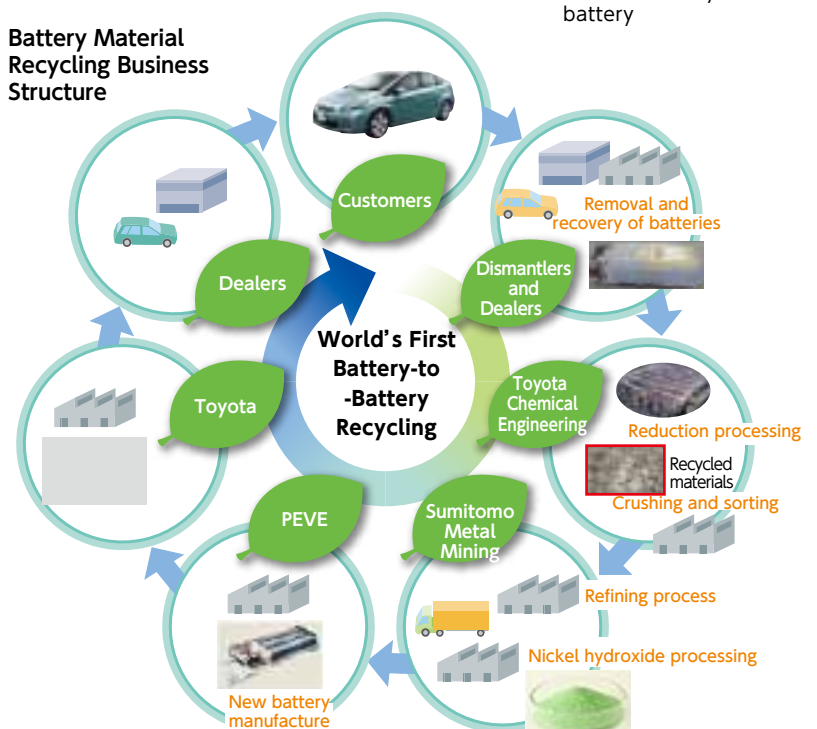 battery
Battery Material
Recycling Business
Structure
Customers
Removal and
recovery of batteries
Dismantlers
and
Dealers
Dealers
World's First
Battery-to
-Battery
Recycling
Toyota
Toyota
Chemical
Engineering
Reduction processing
Recycled
materials
Crushing and sorting
PEVE
Sumitomo
Metal
Mining
Refining process
Nickel hydroxide processing
New battery
manufacture